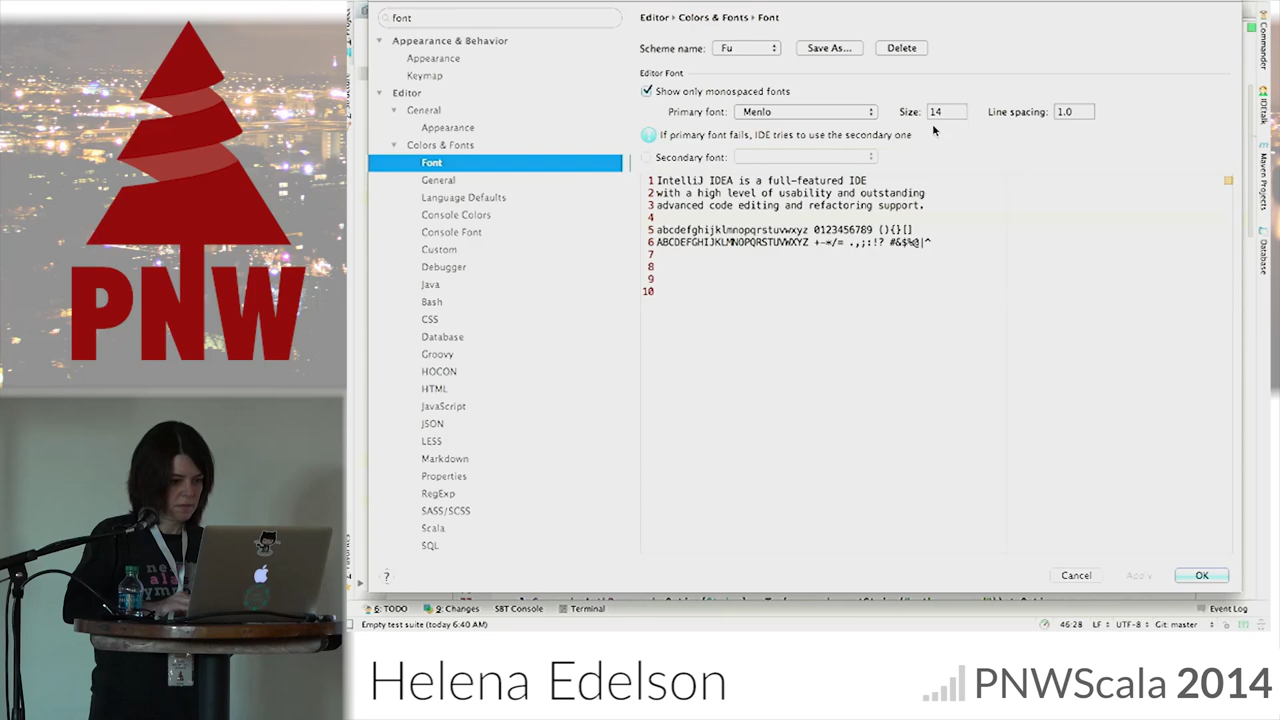 font
Editor › Colors & Fonts › Font
Appearance & Behavior
Appearance
Keymap
Editor
General
Appearance
Colors & Fonts
Font
General
Language Defaults
Console Colors
Console Font
Custom
Debugger
Java
Bash
CSS
Database
Groovy
HOCON
HTML
JavaScript
JSON
LESS
Markdown
Properties
RegExp
SASS/SCSS
Scala
SQL
Scheme name: Fu Save As... Delete
Editor Font
Show only monospaced fonts
Primary font: Menlo Size: 14 Line spacing: 1.0
If primary font fails, IDE tries to use the secondary one
Secondary font:
1 IntelliJ IDEA is a full-featured IDE
2 with a high level of usability and outstanding
3 advanced code editing and refactoring support.
4
5 abcdefghijklmnopqrstuvwxyz 0123456789 (){}[]
6 ABCDEFGHIJKLMNOPQRSTUVWXYZ +-*/= .,;:!? #&$%@|^
7
8
9
10
? Cancel Apply OK
Commander
IDEtalk
Maven Projects
Database
6: TODO 9: Changes SBT Console Terminal Event Log
Empty test suite (today 6:40 AM) 46:28 LF UTF-8 Git: master
PNW
Helena Edelson
PNWScala 2014